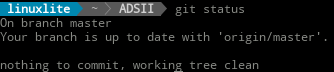 linuxlite ~ ADSII git status
On branch master
Your branch is up to date with 'origin/master'.
nothing to commit, working tree clean